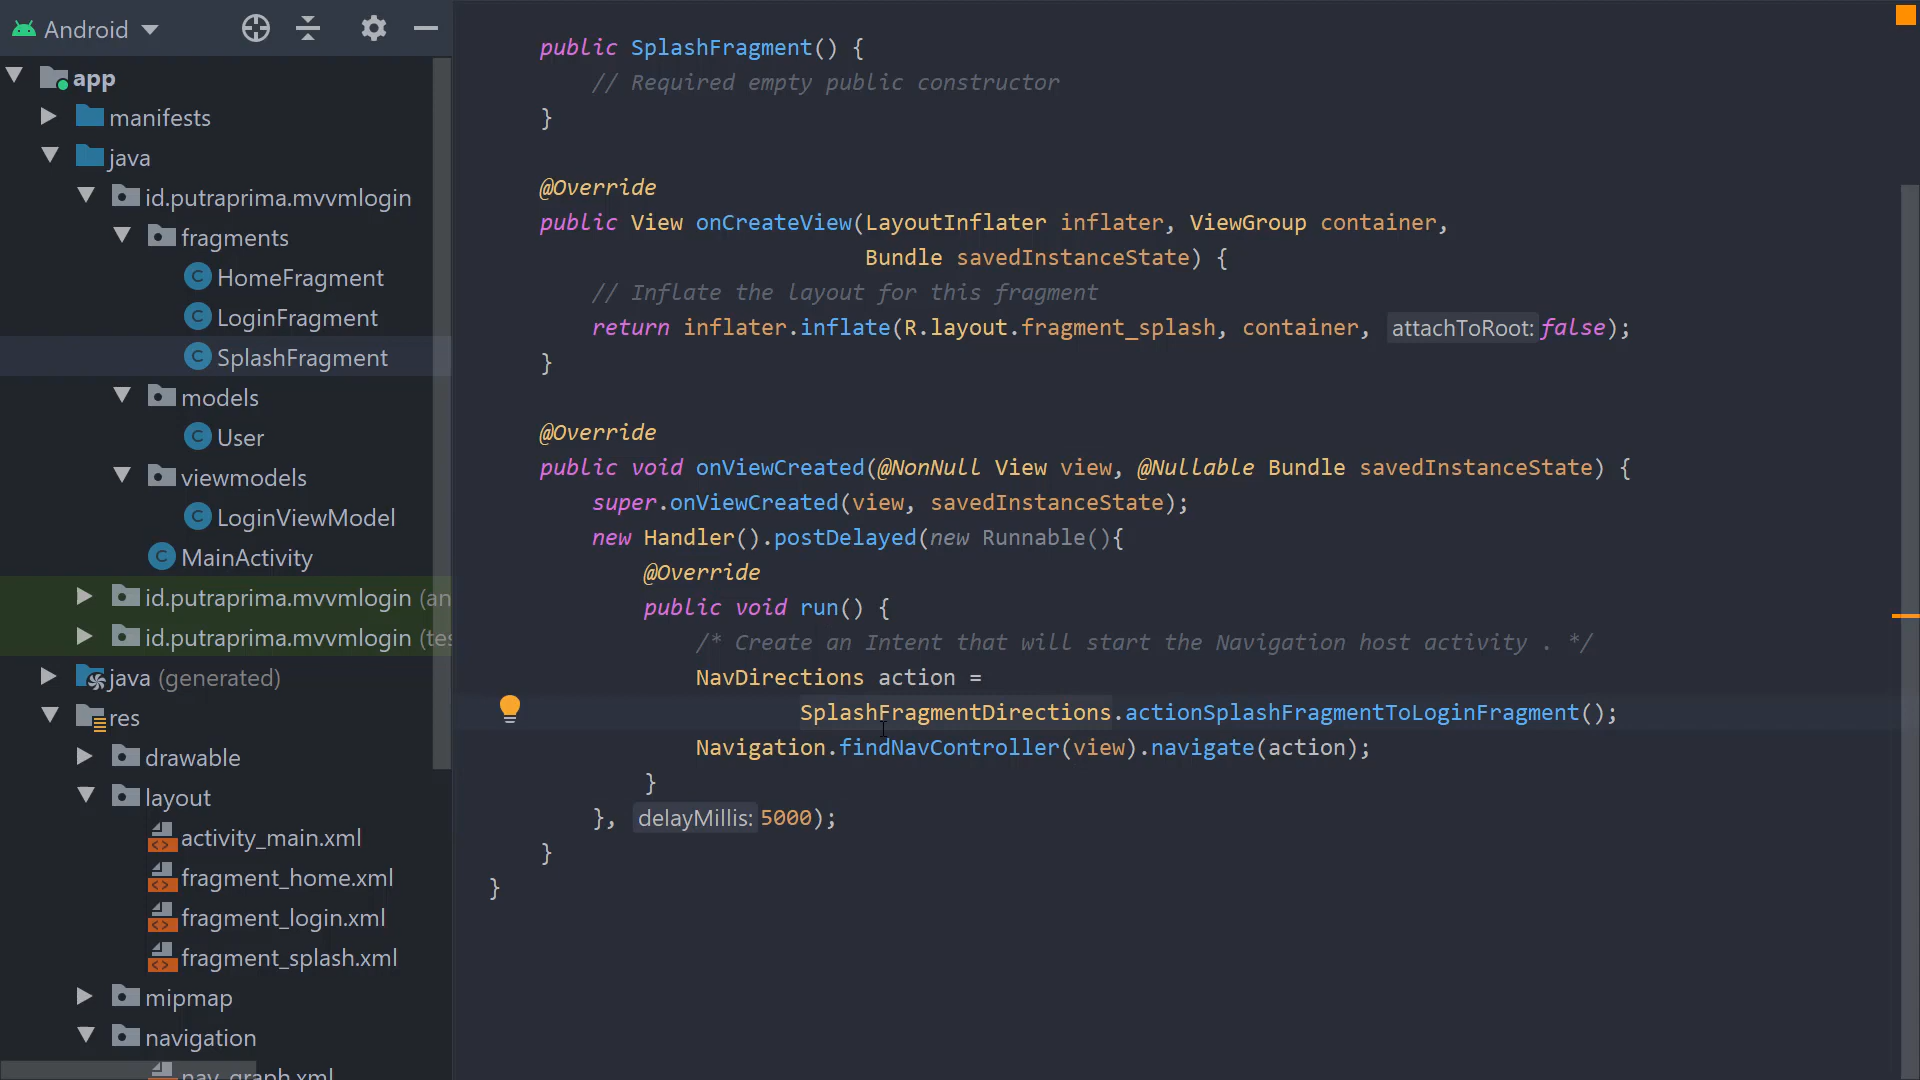 Android
app
manifests
java
id.putraprima.mvvmlogin
fragments
HomeFragment
LoginFragment
SplashFragment
models
User
viewmodels
LoginViewModel
MainActivity
id.putraprima.mvvmlogin (an
id.putraprima.mvvmlogin (tes
java (generated)
res
drawable
layout
activity_main.xml
fragment_home.xml
fragment_login.xml
fragment_splash.xml
mipmap
navigation
nav_graph.xml
public SplashFragment() {
// Required empty public constructor
}
@Override
public View onCreateView(LayoutInflater inflater, ViewGroup container,
Bundle savedInstanceState) {
// Inflate the layout for this fragment
return inflater.inflate(R.layout.fragment_splash, container, attachToRoot: false);
}
@Override
public void onViewCreated(@NonNull View view, @Nullable Bundle savedInstanceState) {
super.onViewCreated(view, savedInstanceState);
new Handler().postDelayed(new Runnable(){
@Override
public void run() {
/* Create an Intent that will start the Navigation host activity . */
NavDirections action =
SplashFragmentDirections.actionSplashFragmentToLoginFragment();
Navigation.findNavController(view).navigate(action);
}
}, delayMillis: 5000);
}
}